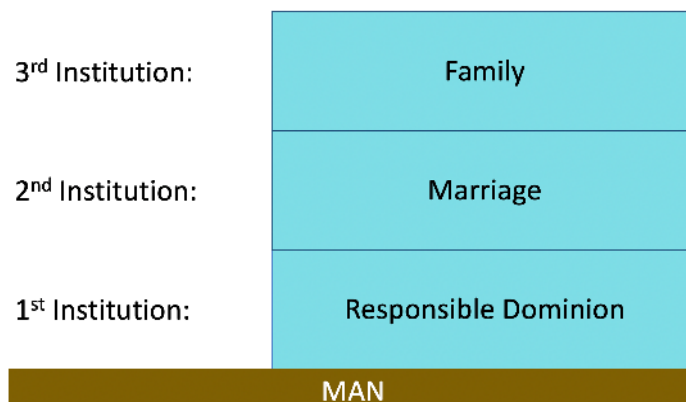 3rd Institution: Family
2nd Institution: Marriage
1st Institution: Responsible Dominion
MAN